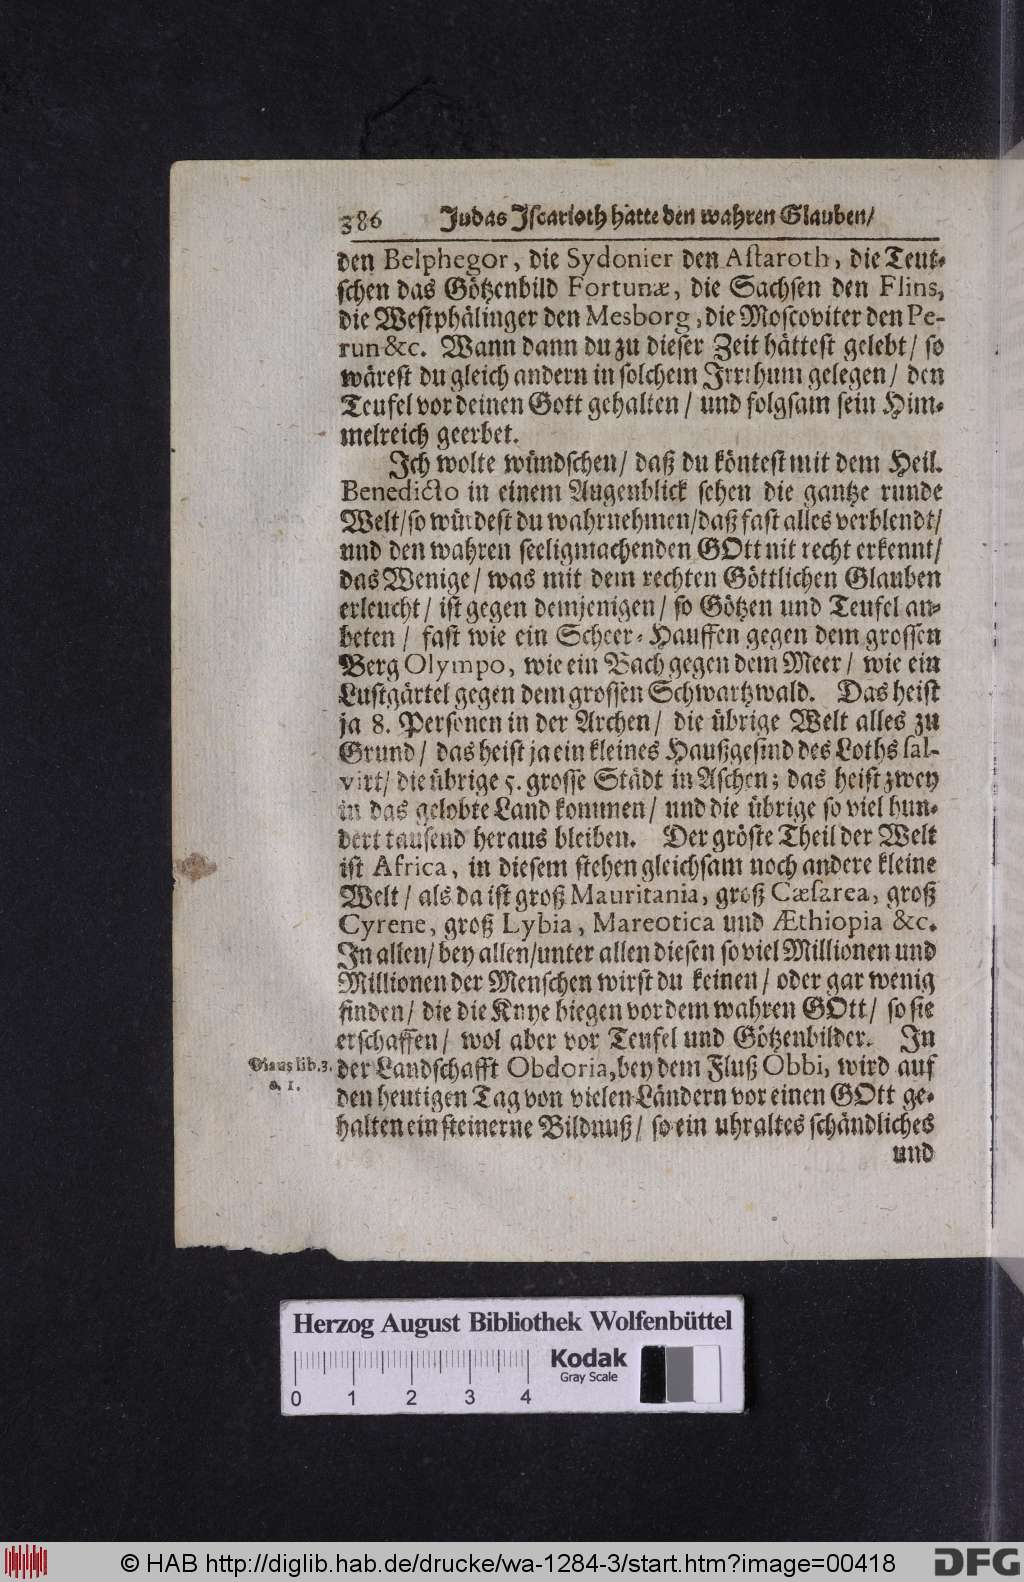 386 Judas Iſcarioth hatte den wahren Glauben/
den Belphegor, die Sydonier den Aſtaroth, die Teut⸗
ſchen das Götzenbild Fortunæ, die Sachſen den Flins,
die Weſtphälinger den Mesborg, die Moſcoviter den Pe-
run &c. Wann dann du zu dieſer Zeit hätteſt gelebt/ ſo
wäreſt du gleich andern in ſolchem Irrthum gelegen/ den
Teufel vor deinen Gott gehalten/ und folgſam ſein Him⸗
melreich geerbet.
Ich wolte wündſchen/ daß du könteſt mit dem Heil.
Benedicto in einem Augenblick ſehen die gantze runde
Welt/ ſo würdeſt du wahrnehmen/ daß faſt alles verblendt/
und den wahren ſeeligmachenden GOtt nit recht erkennt/
das Wenige/ was mit dem rechten Göttlichen Glauben
erleucht/ iſt gegen demjenigen/ ſo Götzen und Teufel an⸗
beten/ faſt wie ein Scheer⸗Hauffen gegen dem groſſen
Berg Olympo, wie ein Bach gegen dem Meer/ wie ein
Luſtgärtel gegen dem groſſen Schwartzwald. Das heiſt
ja 8. Perſonen in der Archen/ die übrige Welt alles zu
Grund/ das heiſt ja ein kleines Haußgeſind des Loths ſal-
virt/ die übrige 5. groſſe Städt in Aſchen; das heiſt zwey
in das gelobte Land kommen/ und die übrige ſo viel hun⸗
dert tauſend heraus bleiben. Der gröſte Theil der Welt
iſt Africa, in dieſem ſtehen gleichſam noch andere kleine
Welt/ als da iſt groß Mauritania, groß Cæſarea, groß
Cyrene, groß Lybia, Mareotica und Æthiopia &c.
In allen/ bey allen/ unter allen dieſen ſo viel Millionen und
Millionen der Menſchen wirſt du keinen/ oder gar wenig
finden/ die die Knye biegen vor dem wahren GOtt/ ſo ſie
erſchaffen/ wol aber vor Teufel und Götzenbilder. In
lib. 3. der Landſchafft Obdoria, bey dem Fluß Obbi, wird auf
1. den heutigen Tag von vielen Ländern vor einen GOtt ge⸗
halten ein ſteinerne Bildnuß/ ſo ein uhraltes ſchändliches
und
Herzog August Bibliothek Wolfenbüttel
Kodak
Gray Scale
0 1 2 3 4
© HAB http://diglib.hab.de/drucke/wa-1284-3/start.htm?image=00418
DFG